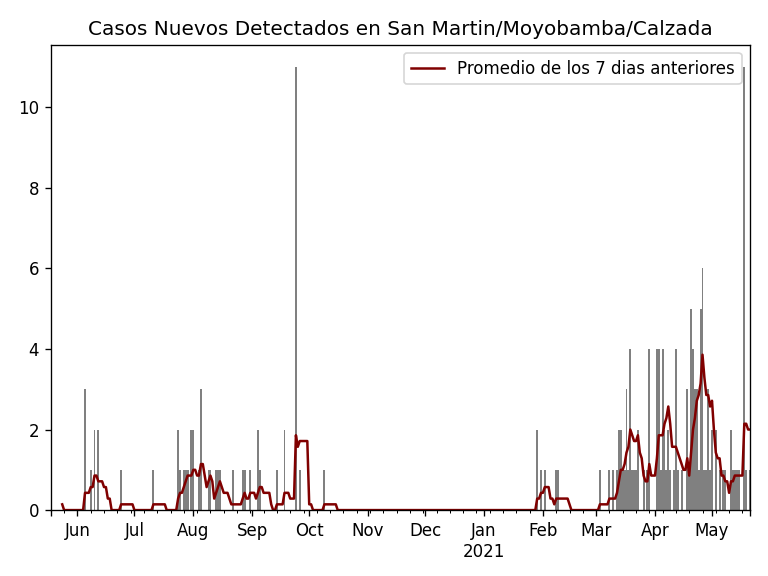 Casos Nuevos Detectados en San Martin/Moyobamba/Calzada
Promedio de los 7 dias anteriores
10
8
6
4
2
0
Jun Jul Aug Sep Oct Nov Dec Jan Feb Mar Apr May
2021